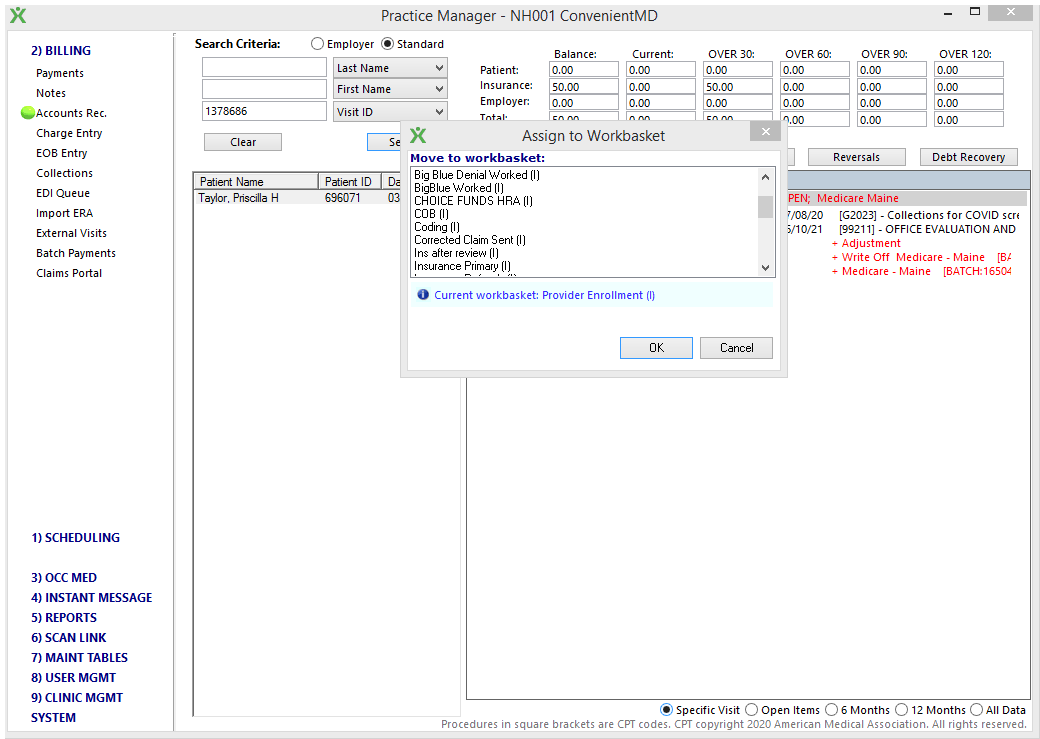 Practice Manager - NH001 ConvenientMD
2) BILLING
Payments
Notes
Accounts Rec.
Charge Entry
EOB Entry
Collections
EDI Queue
Import ERA
External Visits
Batch Payments
Claims Portal
1) SCHEDULING
3) OCC MED
4) INSTANT MESSAGE
5) REPORTS
6) SCAN LINK
7) MAINT TABLES
8) USER MGMT
9) CLINIC MGMT
SYSTEM
Search Criteria: Employer Standard
Last Name
First Name
1378686 Visit ID
Clear Se
Balance: Current: OVER 30: OVER 60: OVER 90: OVER 120:
Patient: 0.00 0.00 0.00 0.00 0.00 0.00
Insurance: 50.00 0.00 50.00 0.00 0.00 0.00
Employer: 0.00 0.00 0.00 0.00 0.00 0.00
Total: 50.00 0.00 50.00 0.00 0.00 0.00
Reversals Debt Recovery
Patient Name Patient ID Da
Taylor, Priscilla H 696071 03
Assign to Workbasket
Move to workbasket:
Big Blue Denial Worked (I)
BigBlue Worked (I)
CHOICE FUNDS HRA (I)
COB (I)
Coding (I)
Corrected Claim Sent (I)
Ins after review (I)
Insurance Primary (I)
Current workbasket: Provider Enrollment (I)
OK Cancel
PEN; Medicare Maine
7/08/20 [G2023] - Collections for COVID scre
/10/21 [99211] - OFFICE EVALUATION AND
+ Adjustment
+ Write Off Medicare - Maine [BA
+ Medicare - Maine [BATCH:16504
Specific Visit Open Items 6 Months 12 Months All Data
Procedures in square brackets are CPT codes. CPT copyright 2020 American Medical Association. All rights reserved.